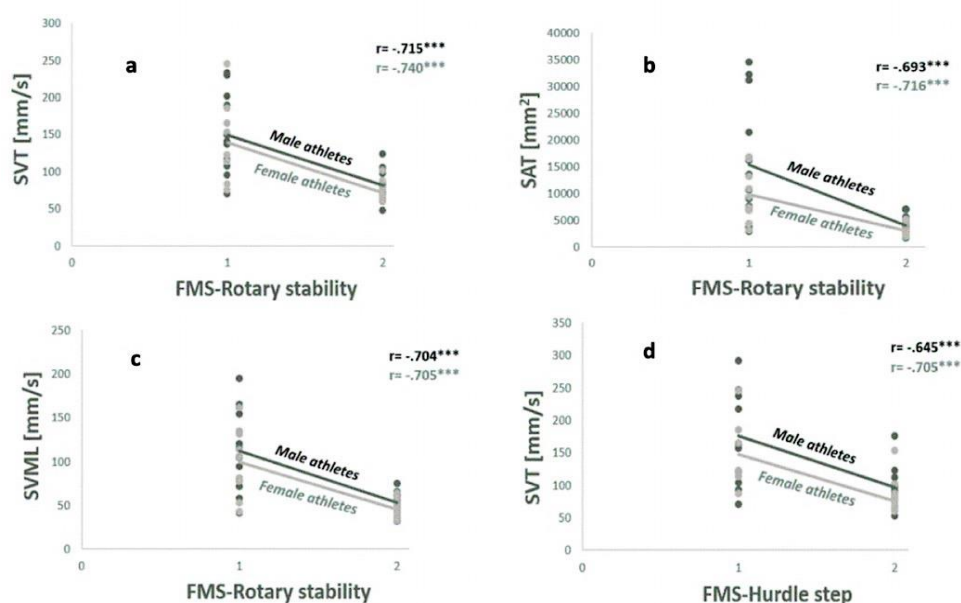 300
250
200
150
100
50
0
SVT [mm/s]
a
r= -.715***
r= -.740***
Male athletes
Female athletes
0
1
2
FMS-Rotary stability
40000
35000
30000
25000
20000
15000
10000
5000
0
SAT [mm²]
b
r= -.693***
r= -.716***
Male athletes
Female athletes
0
1
2
FMS-Rotary stability
250
200
150
100
50
0
SVML [mm/s]
c
r= -.704***
r= -.705***
Male athletes
Female athletes
0
1
2
FMS-Rotary stability
350
300
250
200
150
100
50
0
SVT [mm/s]
d
r= -.645***
r= -.705***
Male athletes
Female athletes
0
1
2
FMS-Hurdle step